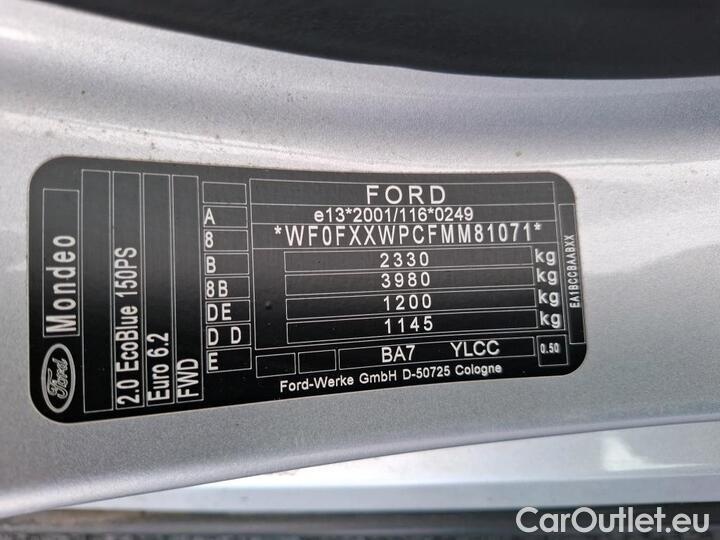 Ford
Mondeo
2.0 EcoBlue 150PS
Euro 6.2
FWD
A
8
B
8B
DE
D D
E
FORD
e13*2001/116*0249
*WF0FXXWPCFMM81071*
2330 kg
3980 kg
1200 kg
1145 kg
BA7 YLCC 0.50
Ford-Werke GmbH D-50725 Cologne
EA1BCCBAABXX
CarOutlet.eu